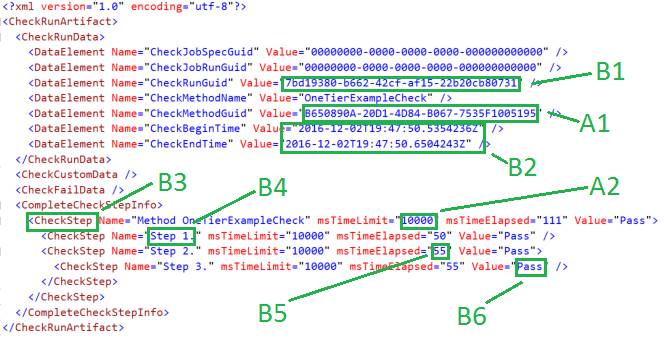 <?xml version="1.0" encoding="utf-8"?>
<CheckRunArtifact>
<CheckRunData>
<DataElement Name="CheckJobSpecGuid" Value="00000000-0000-0000-0000-000000000000" />
<DataElement Name="CheckJobRunGuid" Value="00000000-0000-0000-0000-000000000000" />
<DataElement Name="CheckRunGuid" Value="7bd19380-b662-42cf-af15-22b20cb80731" /> B1
<DataElement Name="CheckMethodName" Value="OneTierExampleCheck" />
<DataElement Name="CheckMethodGuid" Value="B650890A-20D1-4D84-B067-7535F1005195" /> A1
<DataElement Name="CheckBeginTime" Value="2016-12-02T19:47:50.5354236Z" />
<DataElement Name="CheckEndTime" Value="2016-12-02T19:47:50.6504243Z" />
</CheckRunData> B2
<CheckCustomData />
B3 B4 A2
<CheckFailData />
<CompleteCheckStepInfo>
<CheckStep Name="Method OneTierExampleCheck" msTimeLimit="10000" msTimeElapsed="111" Value="Pass">
<CheckStep Name="Step 1." msTimeLimit="10000" msTimeElapsed="50" Value="Pass" />
<CheckStep Name="Step 2." msTimeLimit="10000" msTimeElapsed="55" Value="Pass">
<CheckStep Name="Step 3." msTimeLimit="10000" msTimeElapsed="55" Value="Pass" />
</CheckStep>
</CheckStep>
B5 B6
</CompleteCheckStepInfo>
</CheckRunArtifact>